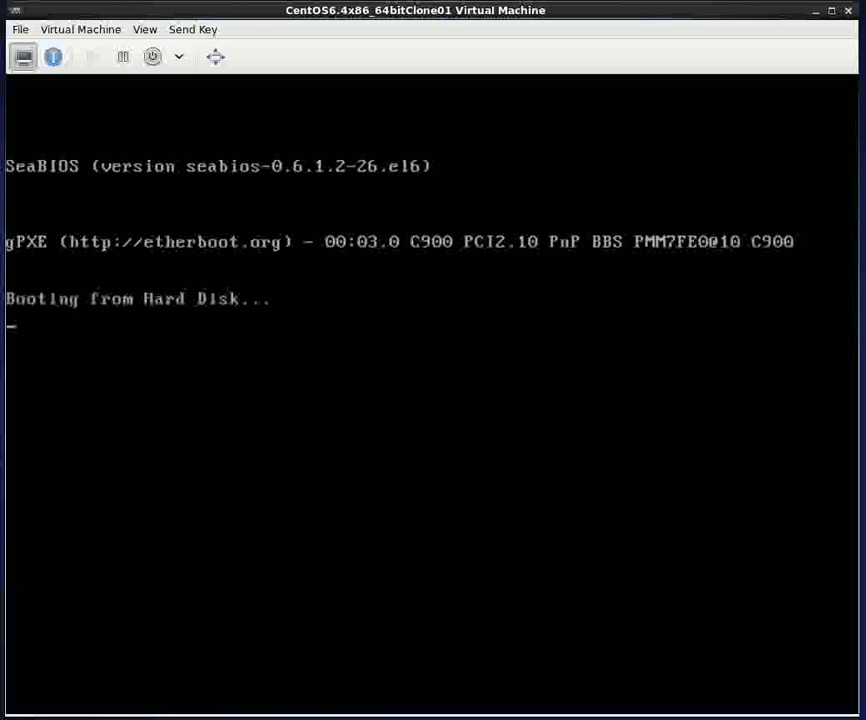 CentOS6.4x86_64bitClone01 Virtual Machine
File Virtual Machine View Send Key
SeaBIOS (version seabios-0.6.1.2-26.el6)
gPXE (http://etherboot.org) - 00:03.0 C900 PCI2.10 PnP BBS PMM7FE0@10 C900
Booting from Hard Disk...